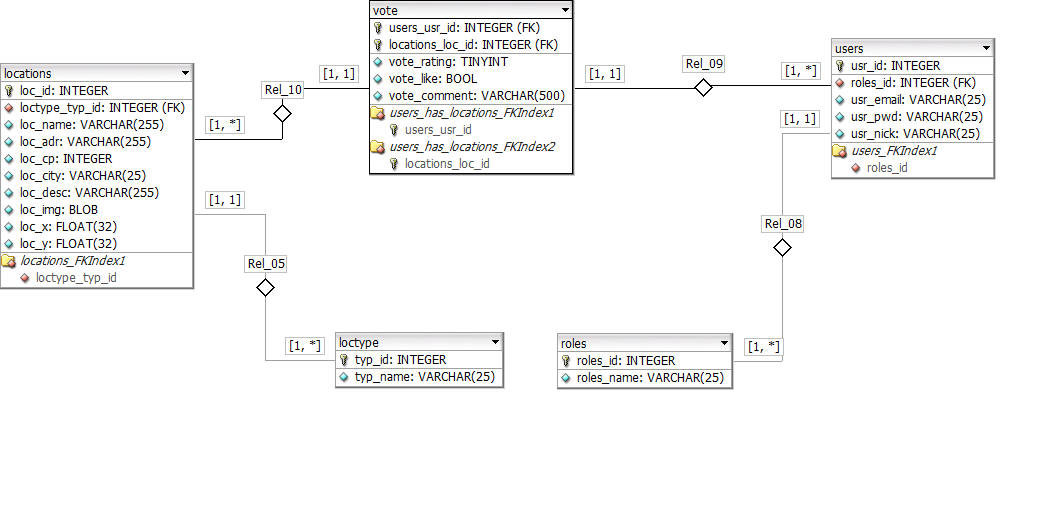 vote
users_usr_id: INTEGER (FK)
locations_loc_id: INTEGER (FK)
vote_rating: TINYINT
vote_like: BOOL
vote_comment: VARCHAR(500)
users_has_locations_FKIndex1
users_usr_id
users_has_locations_FKIndex2
locations_loc_id
locations
loc_id: INTEGER
loctype_typ_id: INTEGER (FK)
loc_name: VARCHAR(255)
loc_adr: VARCHAR(255)
loc_cp: INTEGER
loc_city: VARCHAR(25)
loc_desc: VARCHAR(255)
loc_img: BLOB
loc_x: FLOAT(32)
loc_y: FLOAT(32)
locations_FKIndex1
loctype_typ_id
[1, 1]
Rel_10
[1, *]
[1, 1]
Rel_09
[1, *]
users
usr_id: INTEGER
roles_id: INTEGER (FK)
usr_email: VARCHAR(25)
usr_pwd: VARCHAR(25)
usr_nick: VARCHAR(25)
users_FKIndex1
roles_id
[1, 1]
Rel_08
[1, *]
[1, 1]
Rel_05
[1, *]
loctype
typ_id: INTEGER
typ_name: VARCHAR(25)
roles
roles_id: INTEGER
roles_name: VARCHAR(25)